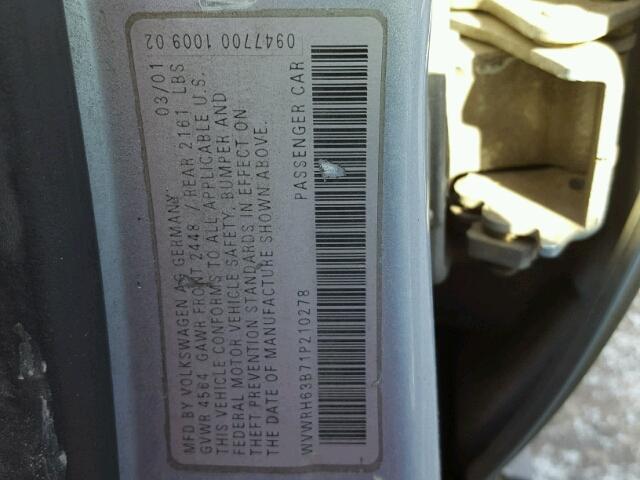 MFD BY VOLKSWAGEN AG GERMANY 03/01
GVWR 4564 GAWR FRONT 2448 / REAR 2161 LBS
THIS VEHICLE CONFORMS TO ALL APPLICABLE U.S.
FEDERAL MOTOR VEHICLE SAFETY, BUMPER AND
THEFT PREVENTION STANDARDS IN EFFECT ON
THE DATE OF MANUFACTURE SHOWN ABOVE.
0947700 1009 02
WVWRH63B71P210278 PASSENGER CAR